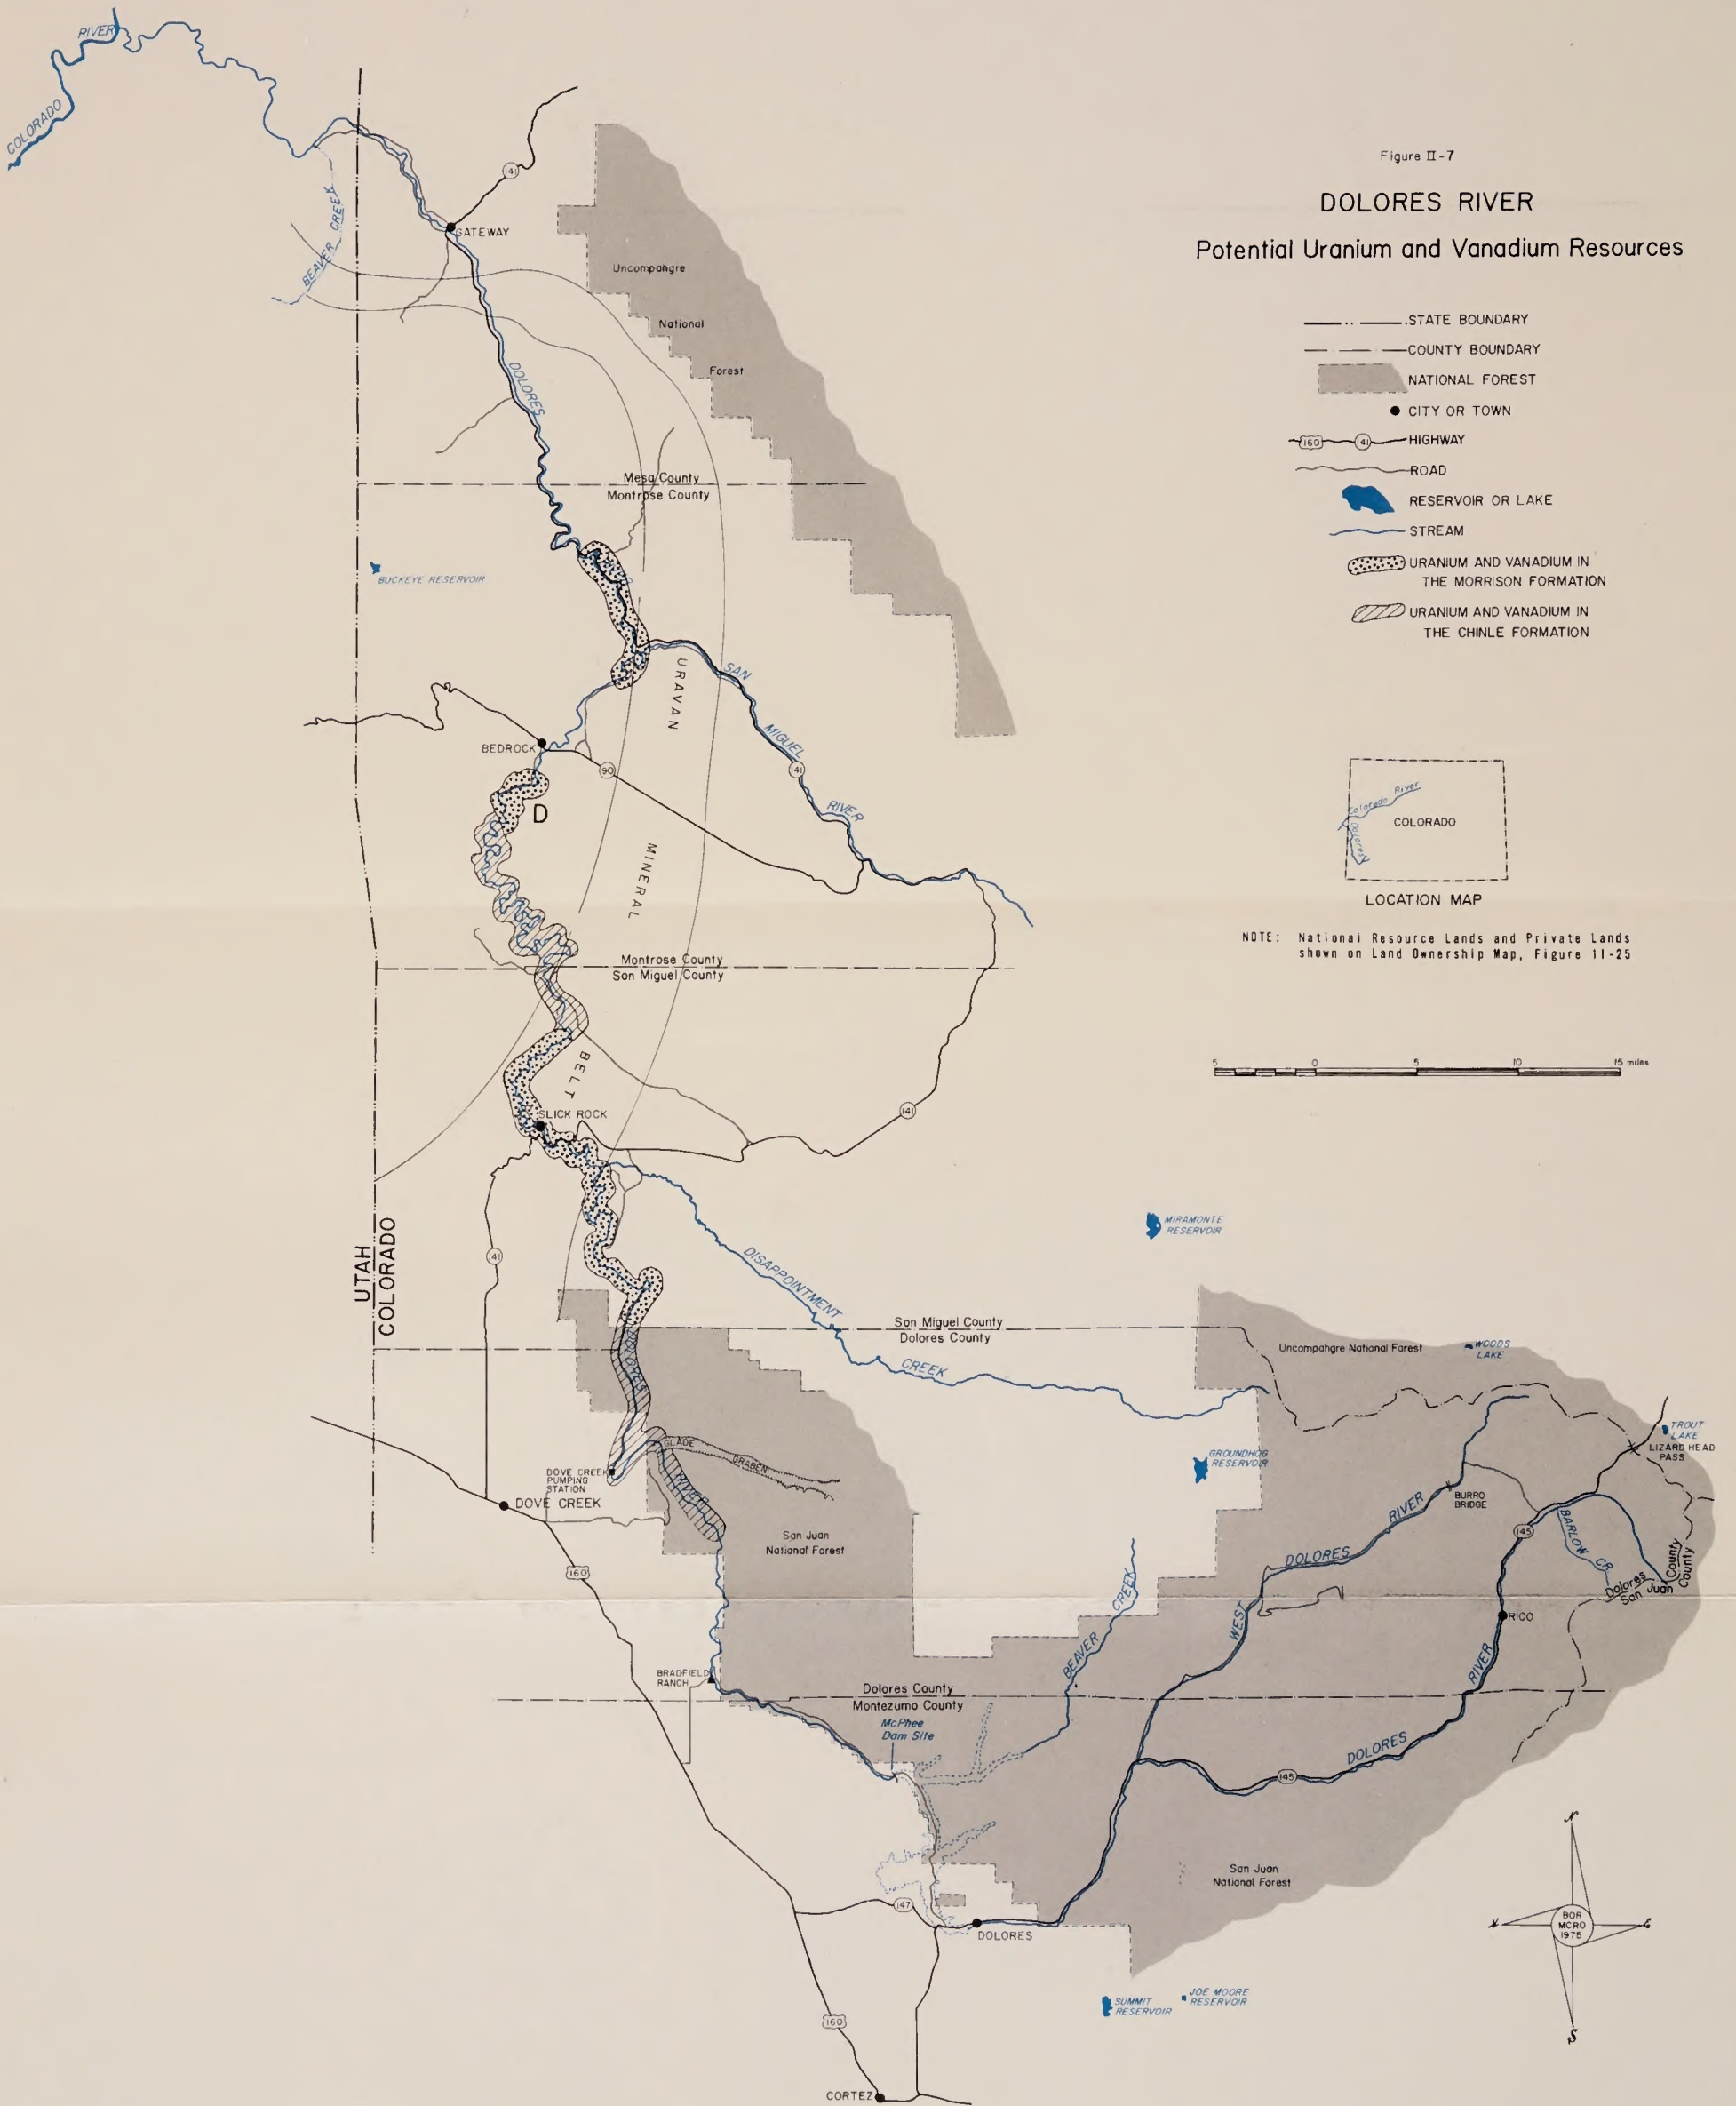 Figure II-7
DOLORES RIVER
Potential Uranium and Vanadium Resources
STATE BOUNDARY
COUNTY BOUNDARY
NATIONAL FOREST
CITY OR TOWN
160 141 HIGHWAY
ROAD
RESERVOIR OR LAKE
STREAM
URANIUM AND VANADIUM IN
THE MORRISON FORMATION
URANIUM AND VANADIUM IN
THE CHINLE FORMATION
Colorado River
Dolores
COLORADO
LOCATION MAP
NOTE: National Resource Lands and Private Lands
shown on Land Ownership Map, Figure 11-25
5 0 5 10 15 miles
COLORADO
RIVER
BEAVER CREEK
141
GATEWAY
Uncompahgre
National
Forest
DOLORES
Mesa County
Montrose County
BUCKEYE RESERVOIR
URAVAN
MINERAL
BELT
SAN
MIGUEL
RIVER
141
BEDROCK
90
D
Montrose County
San Miguel County
SLICK ROCK
141
141
UTAH
COLORADO
MIRAMONTE
RESERVOIR
DISAPPOINTMENT
CREEK
San Miguel County
Dolores County
Uncompahgre National Forest
WOODS
LAKE
TROUT
LAKE
LIZARD HEAD
PASS
DOLORES
RIVER
GLADE
GRABEN
GROUNDHOG
RESERVOIR
DOVE CREEK
PUMPING
STATION
DOVE CREEK
BURRO
BRIDGE
San Juan
National Forest
160
WEST
DOLORES
RIVER
145
BARLOW CR
Dolores County
San Juan County
RICO
BEAVER
CREEK
BRADFIELD
RANCH
Dolores County
Montezuma County
McPhee
Dam Site
DOLORES
RIVER
145
San Juan
National Forest
147
DOLORES
SUMMIT
RESERVOIR
JOE MOORE
RESERVOIR
160
CORTEZ
N
BOR
MCRO
1975
S